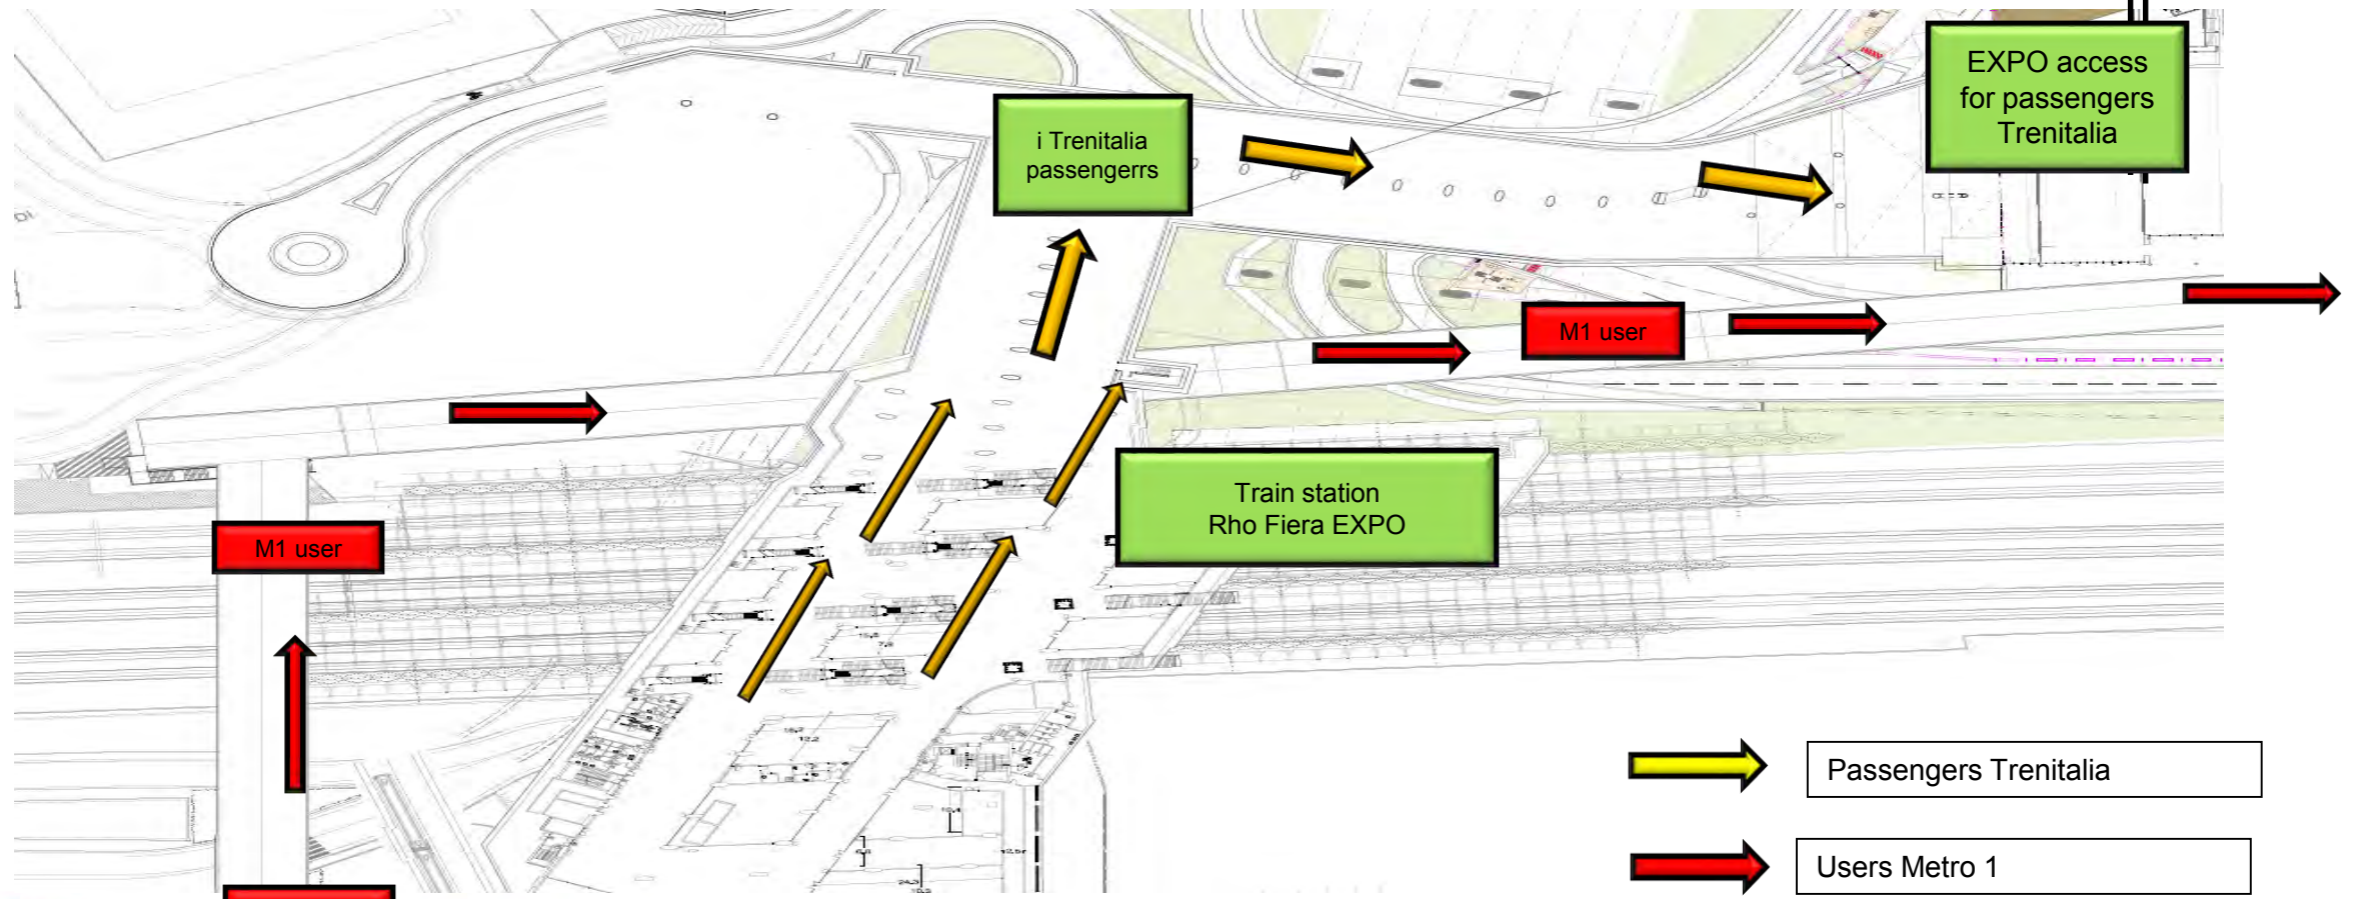 EXPO access
for passengers
Trenitalia
i Trenitalia
passengerrs
M1 user
M1 user
Train station
Rho Fiera EXPO
Passengers Trenitalia
Users Metro 1